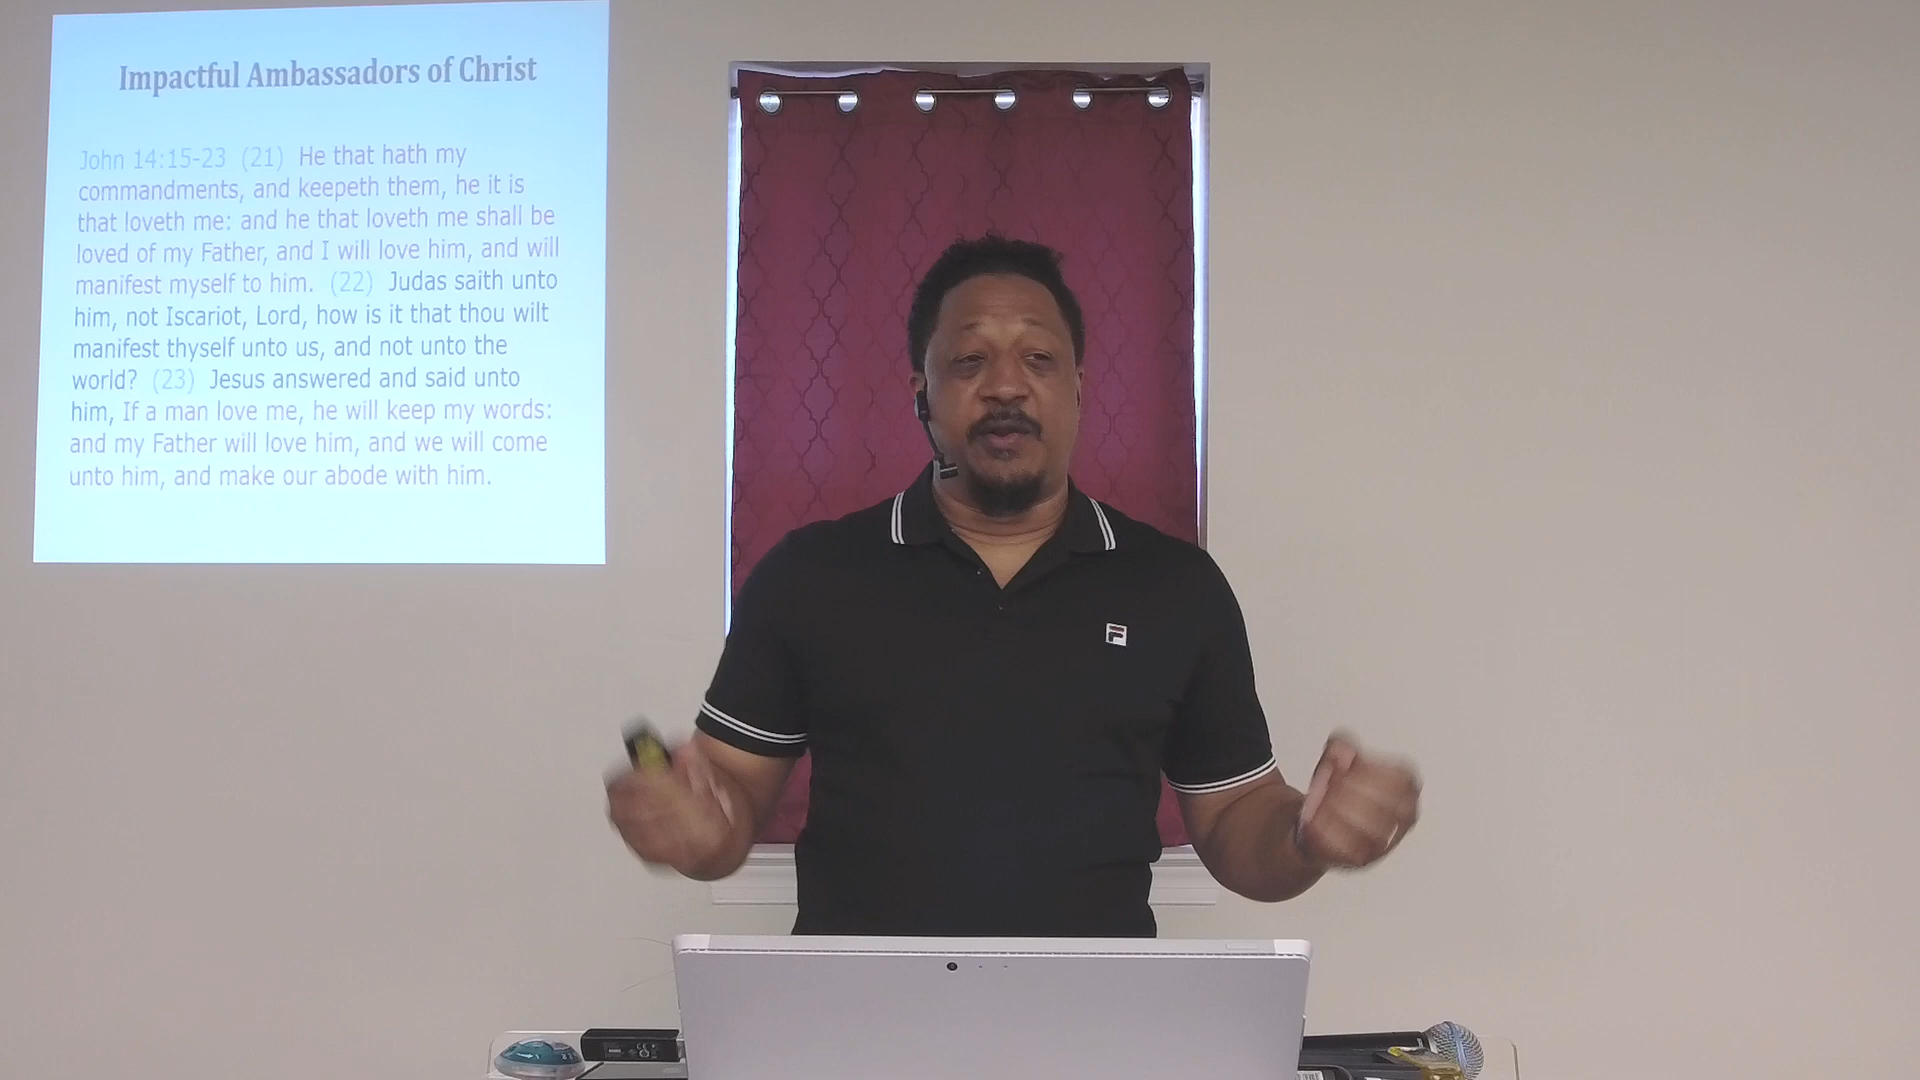 Impactful Ambassadors of Christ
John 14:15-23 (21) He that hath my
commandments, and keepeth them, he it is
that loveth me: and he that loveth me shall be
loved of my Father, and I will love him, and will
manifest myself to him. (22) Judas saith unto
him, not Iscariot, Lord, how is it that thou wilt
manifest thyself unto us, and not unto the
world? (23) Jesus answered and said unto
him, If a man love me, he will keep my words:
and my Father will love him, and we will come
unto him, and make our abode with him.
F